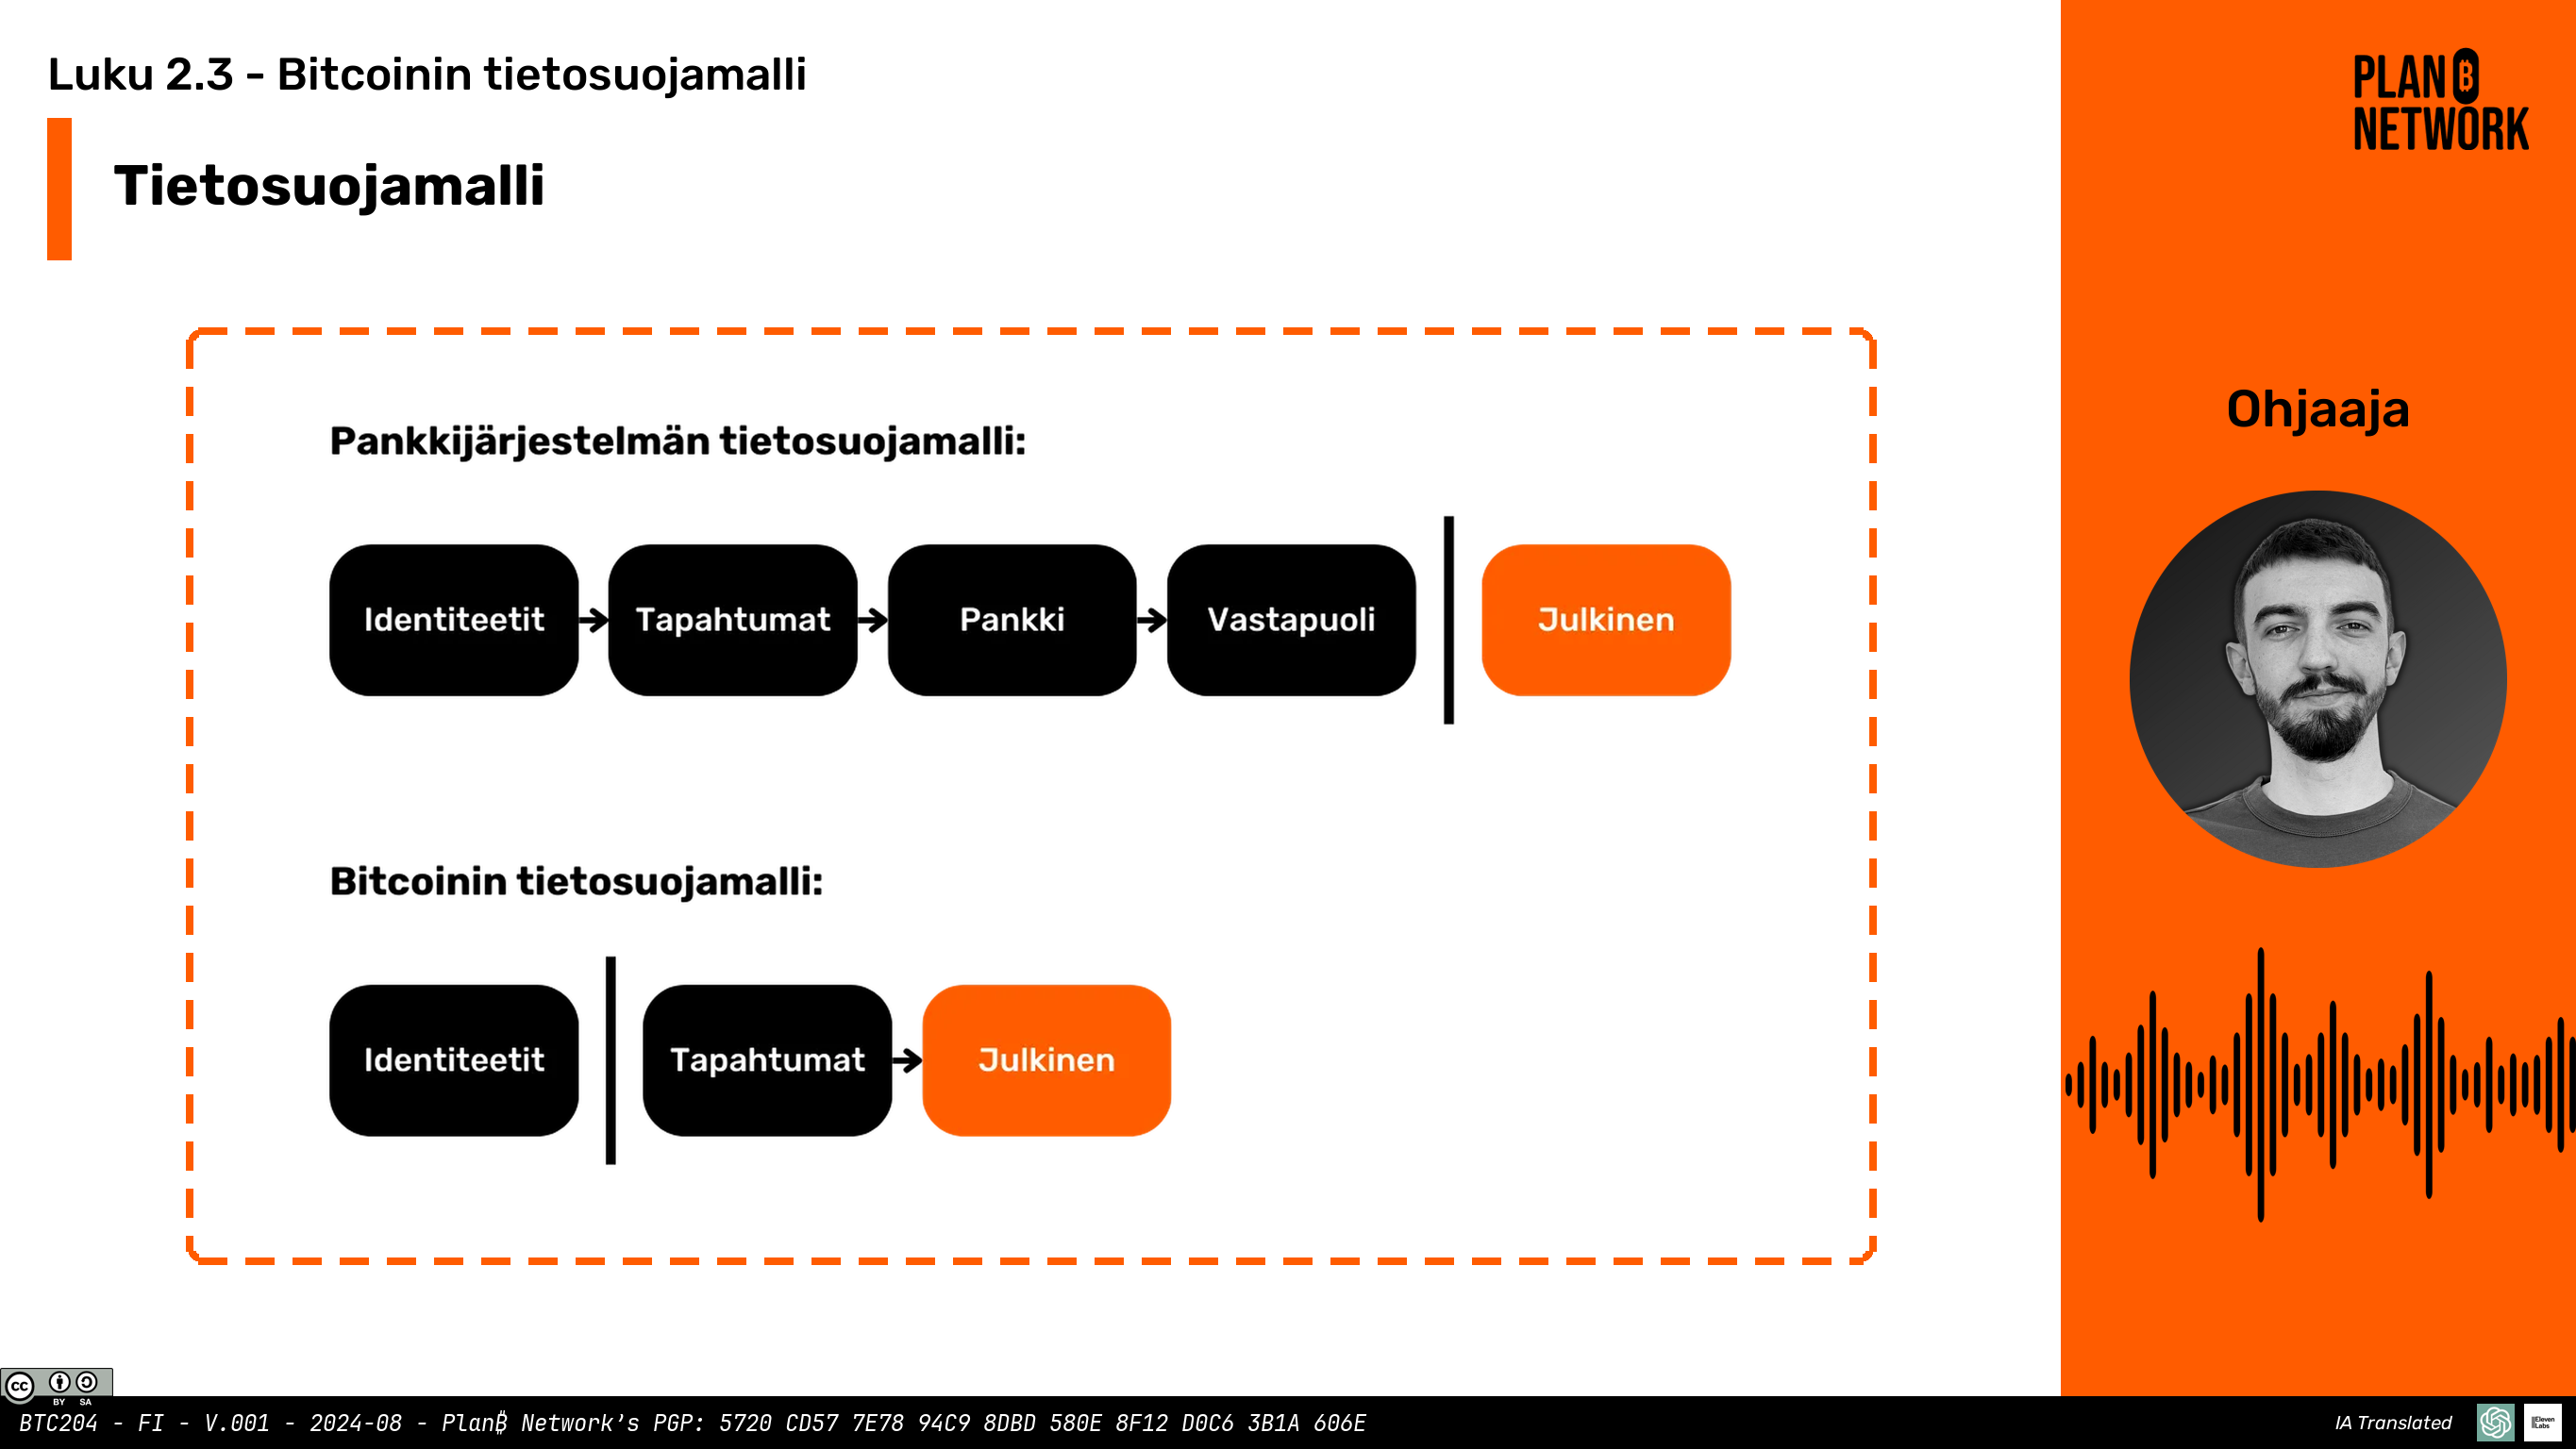 Luku 2.3 - Bitcoinin tietosuojamalli
Tietosuojamalli
Pankkijärjestelmän tietosuojamalli:
Identiteetit
Tapahtumat
Pankki
Vastapuoli
Julkinen
Bitcoinin tietosuojamalli:
Identiteetit
Tapahtumat
Julkinen
PLAN ₿
NETWORK
Ohjaaja
CC BY SA
BTC204 - FI - V.001 - 2024-08 - Plan₿ Network's PGP: 5720 CD57 7E78 94C9 8DBD 580E 8F12 D0C6 3B1A 606E
IA Translated
IIElevenLabs